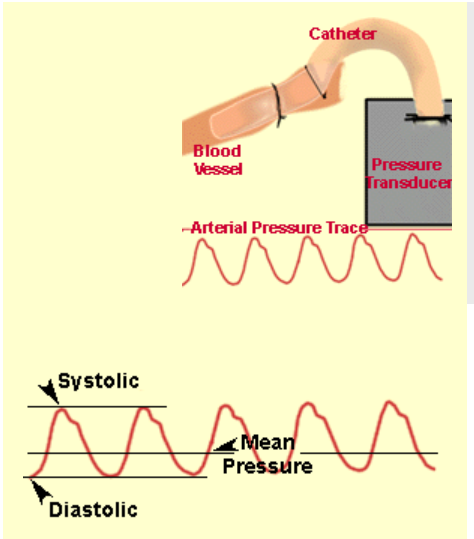 Catheter
Blood
Vessel
Pressure
Transducer
Arterial Pressure Trace
Systolic
Mean
Pressure
Diastolic